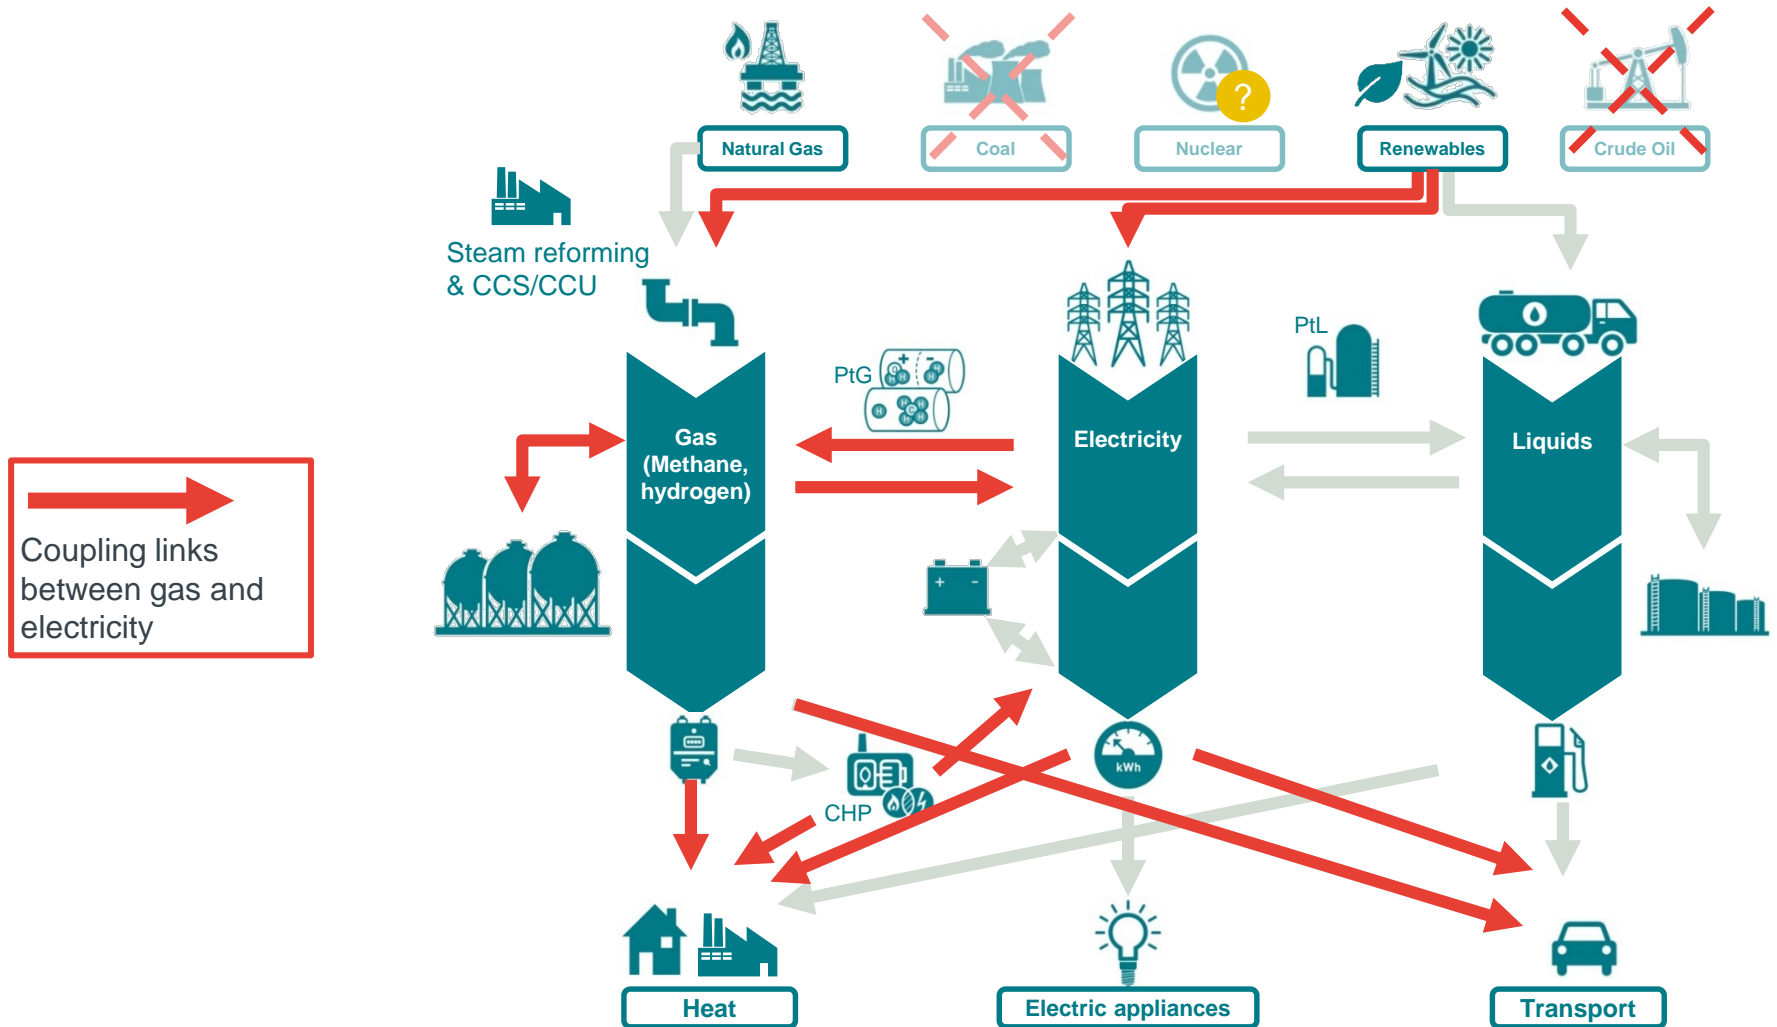 ?
Natural Gas
Coal
Nuclear
Renewables
Crude Oil
Steam reforming
& CCS/CCU
PtL
PtG
+ -
H
H
C
Gas
(Methane,
hydrogen)
Electricity
Liquids
Coupling links
between gas and
electricity
+ -
kWh
CHP
Heat
Electric appliances
Transport